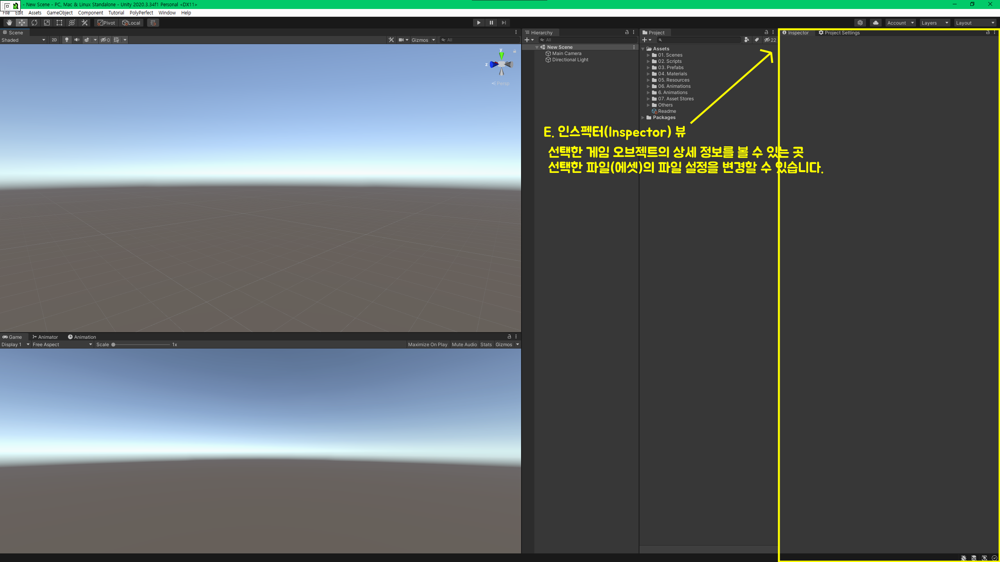 - New Scene - PC, Mac & Linux Standalone - Unity 2020.3.34f1 Personal <DX11>
File Edit Assets GameObject Component Tutorial PolyPerfect Window Help
Pivot Local Account Layers Layout
Scene
Shaded 2D 0 Gizmos All
y
z
Persp
Hierarchy
All
New Scene
Main Camera
Directional Light
Project
22
Assets
01. Scenes
02. Scripts
03. Prefabs
04. Materials
05. Resources
06. Animations
6. Animations
07. Asset Stores
Others
Readme
Packages
Inspector Project Settings
E. 인스펙터(Inspector) 뷰
선택한 게임 오브젝트의 상세 정보를 볼 수 있는 곳
선택한 파일(에셋)의 파일 설정을 변경할 수 있습니다.
Game Animator Animation
Display 1 Free Aspect Scale 1x Maximize On Play Mute Audio Stats Gizmos